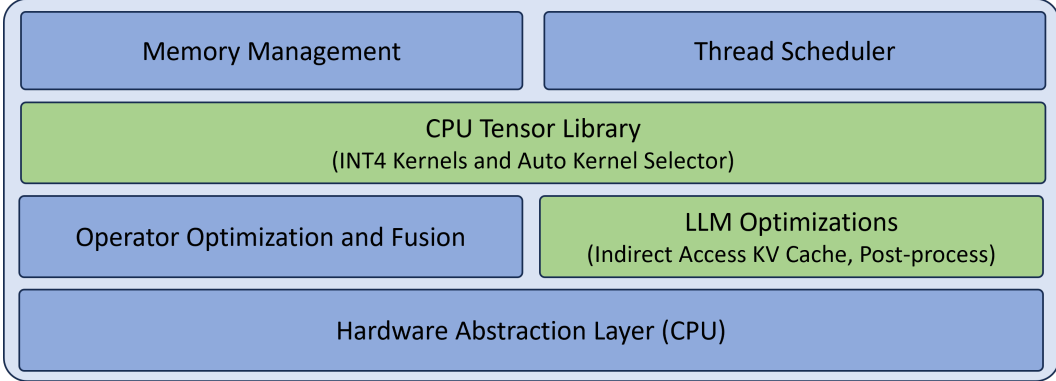 Memory Management
Thread Scheduler
CPU Tensor Library
(INT4 Kernels and Auto Kernel Selector)
Operator Optimization and Fusion
LLM Optimizations
(Indirect Access KV Cache, Post-process)
Hardware Abstraction Layer (CPU)